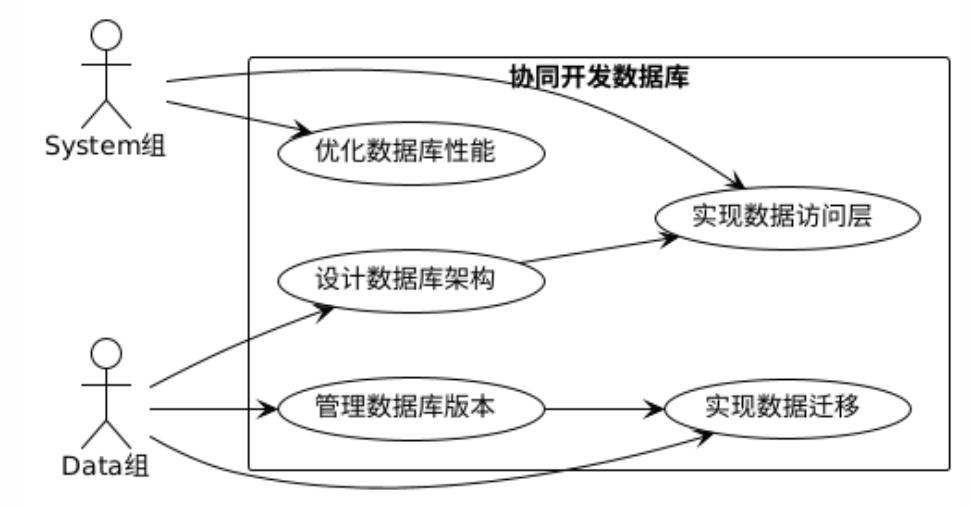 协同开发数据库
System组
优化数据库性能
实现数据访问层
设计数据库架构
管理数据库版本
实现数据迁移
Data组